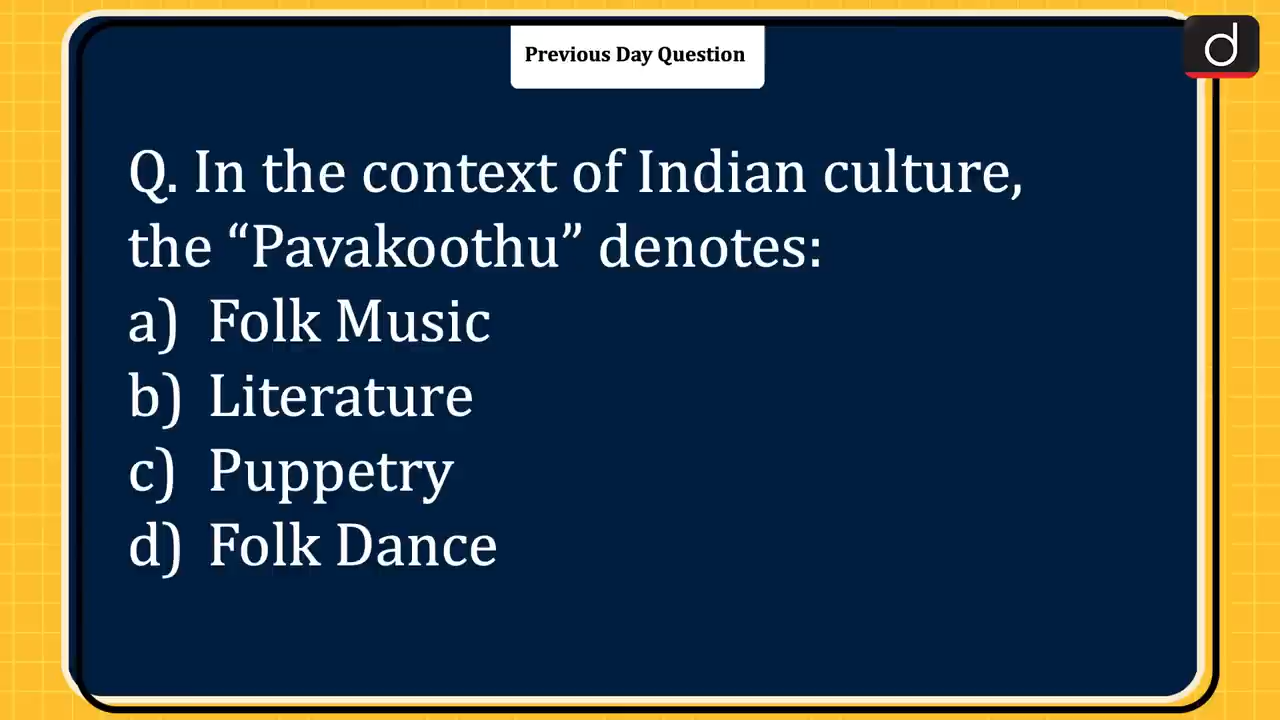 Previous Day Question
d
Q. In the context of Indian culture,
the “Pavakoothu” denotes:
a) Folk Music
b) Literature
c) Puppetry
d) Folk Dance